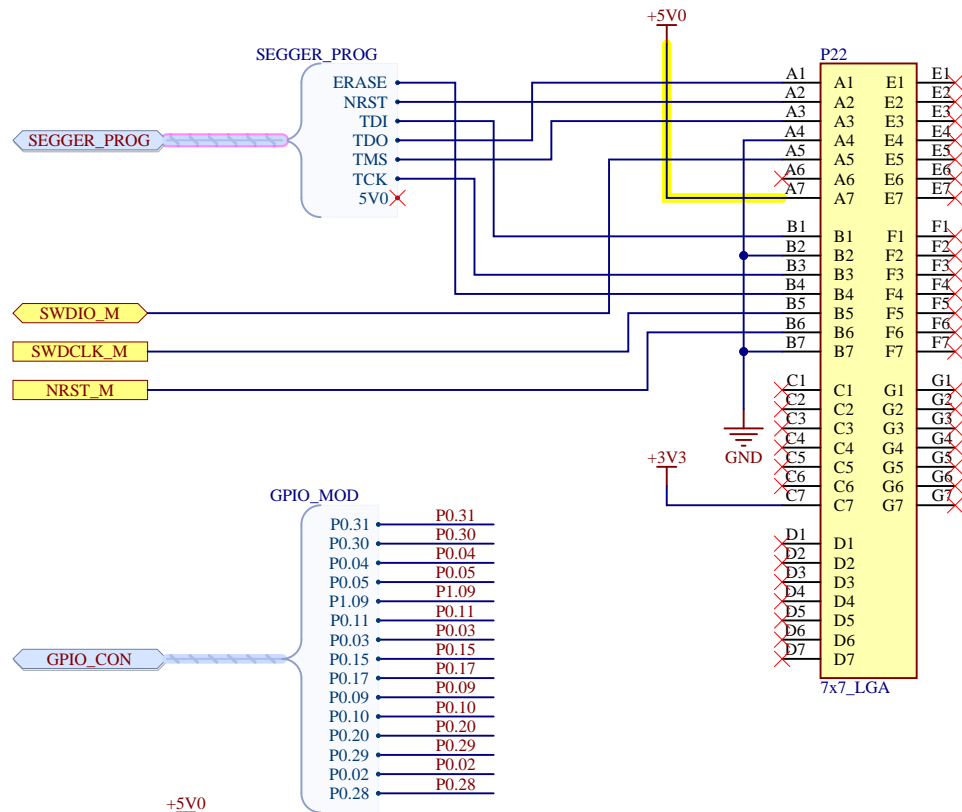 +5V0
SEGGER_PROG
P22
ERASE
NRST
TDI
TDO
TMS
TCK
5V0
SEGGER_PROG
A1 A1 E1 E1
A2 A2 E2 E2
A3 A3 E3 E3
A4 A4 E4 E4
A5 A5 E5 E5
A6 A6 E6 E6
A7 A7 E7 E7
B1 B1 F1 F1
B2 B2 F2 F2
B3 B3 F3 F3
B4 B4 F4 F4
B5 B5 F5 F5
B6 B6 F6 F6
B7 B7 F7 F7
C1 C1 G1 G1
C2 C2 G2 G2
C3 C3 G3 G3
C4 C4 G4 G4
C5 C5 G5 G5
C6 C6 G6 G6
C7 C7 G7 G7
D1 D1
D2 D2
D3 D3
D4 D4
D5 D5
D6 D6
D7 D7
7x7_LGA
SWDIO_M
SWDCLK_M
NRST_M
GND
+3V3
GPIO_MOD
P0.31 P0.31
P0.30 P0.30
P0.04 P0.04
P0.05 P0.05
P1.09 P1.09
P0.11 P0.11
P0.03 P0.03
P0.15 P0.15
P0.17 P0.17
P0.09 P0.09
P0.10 P0.10
P0.20 P0.20
P0.29 P0.29
P0.02 P0.02
P0.28 P0.28
GPIO_CON
+5V0